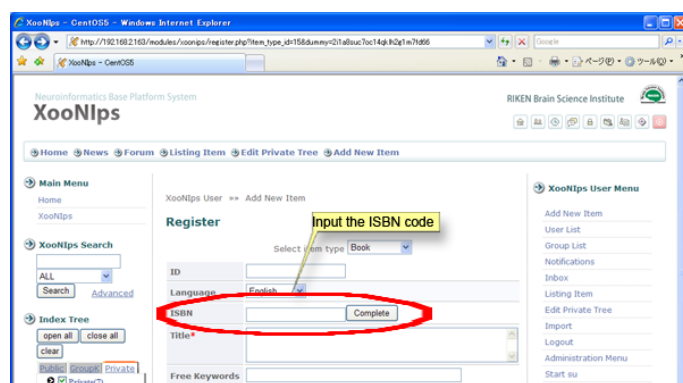 XooNIps - CentOS5 - Windows Internet Explorer
http://192.168.2.163/modules/xoonips/register.php?item_type_id=15&dummy=2i1a8suc7oc14qklh2g1m7fd66
Google
XooNIps - CentOS5
ページ(P)
ツール(O)
Neuroinformatics Base Platform System
XooNIps
RIKEN Brain Science Institute
Home News Forum Listing Item Edit Private Tree Add New Item
Main Menu
Home
XooNIps
XooNIps Search
ALL
Search Advanced
Index Tree
open all close all
clear
Public Group Private
Private(7)
XooNIps User »» Add New Item
Register
Input the ISBN code
Select item type Book
ID
Language English
ISBN Complete
Title*
Free Keywords
XooNIps User Menu
Add New Item
User List
Group List
Notifications
Inbox
Listing Item
Edit Private Tree
Import
Logout
Administration Menu
Start su